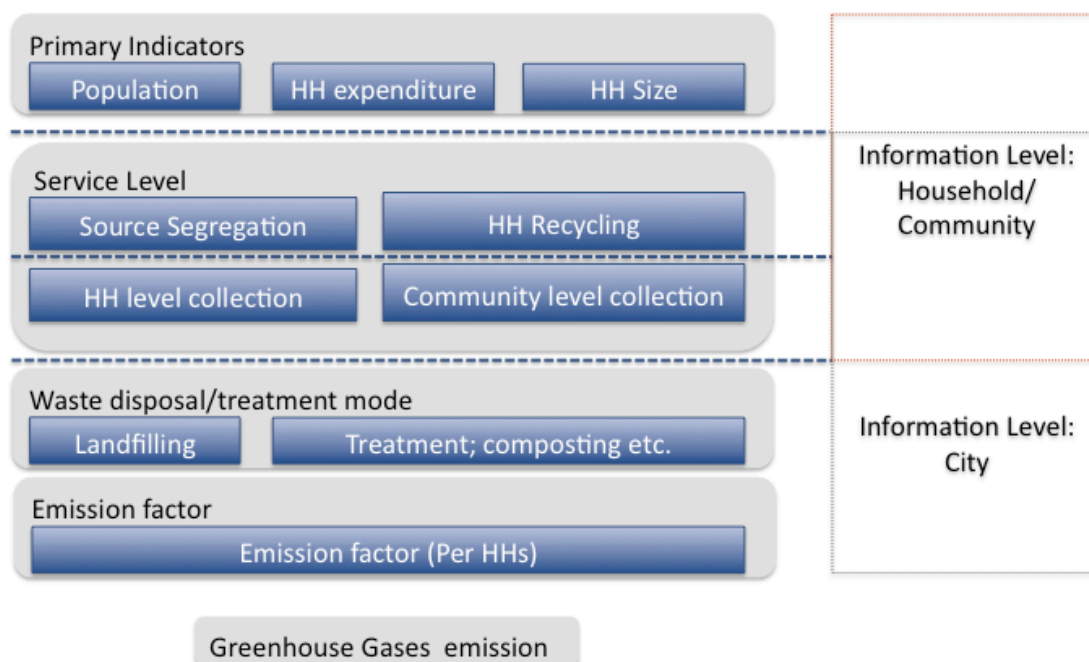 Primary Indicators
Population
HH expenditure
HH Size
Service Level
Source Segregation
HH Recycling
HH level collection
Community level collection
Information Level:
Household/
Community
Waste disposal/treatment mode
Landfilling
Treatment; composting etc.
Information Level:
City
Emission factor
Emission factor (Per HHs)
Greenhouse Gases emission